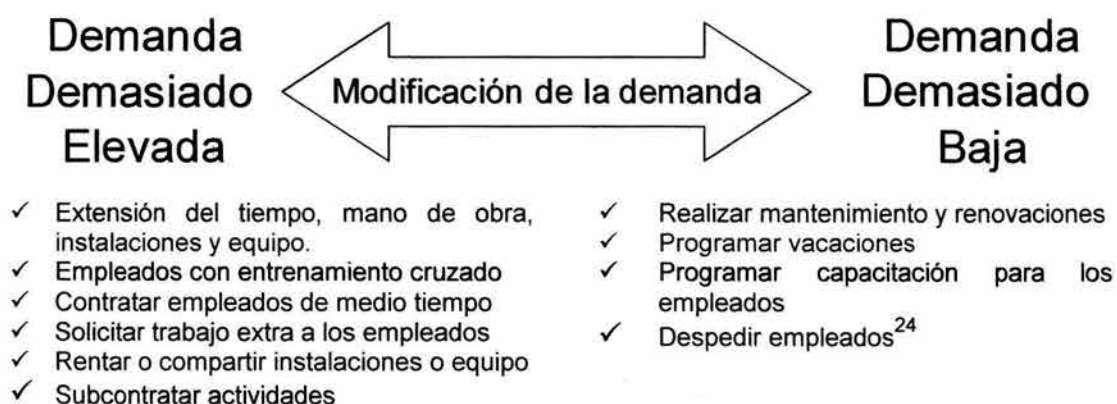 Demanda
Demasiado
Elevada
Modificación de la demanda
Demanda
Demasiado
Baja
✓ Extensión del tiempo, mano de obra,
instalaciones y equipo.
✓ Empleados con entrenamiento cruzado
✓ Contratar empleados de medio tiempo
✓ Solicitar trabajo extra a los empleados
✓ Rentar o compartir instalaciones o equipo
✓ Subcontratar actividades
✓ Realizar mantenimiento y renovaciones
✓ Programar vacaciones
✓ Programar capacitación para los
empleados
✓ Despedir empleados24